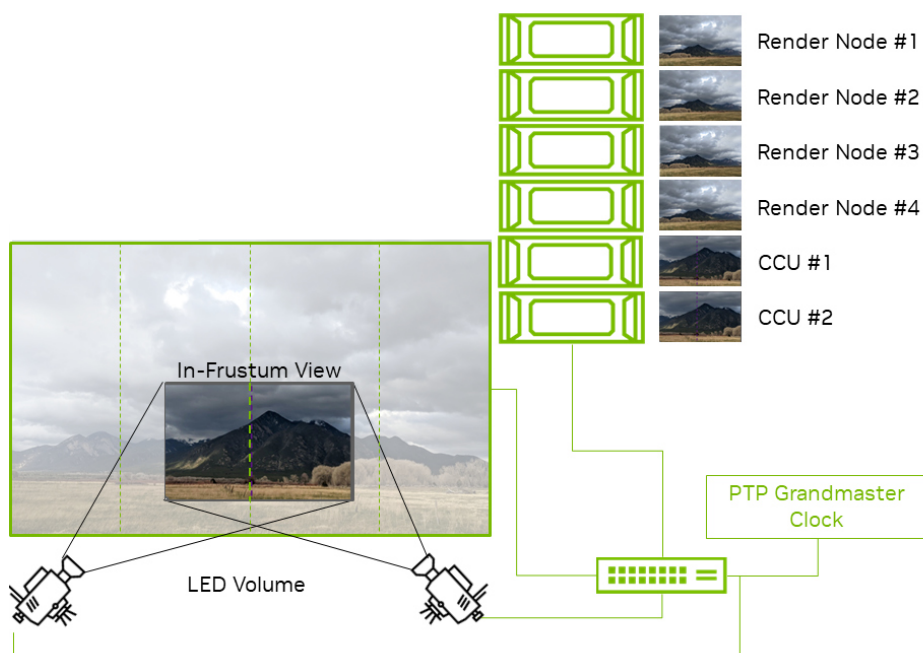 Render Node #1
Render Node #2
Render Node #3
Render Node #4
CCU #1
CCU #2
In-Frustum View
PTP Grandmaster
Clock
LED Volume